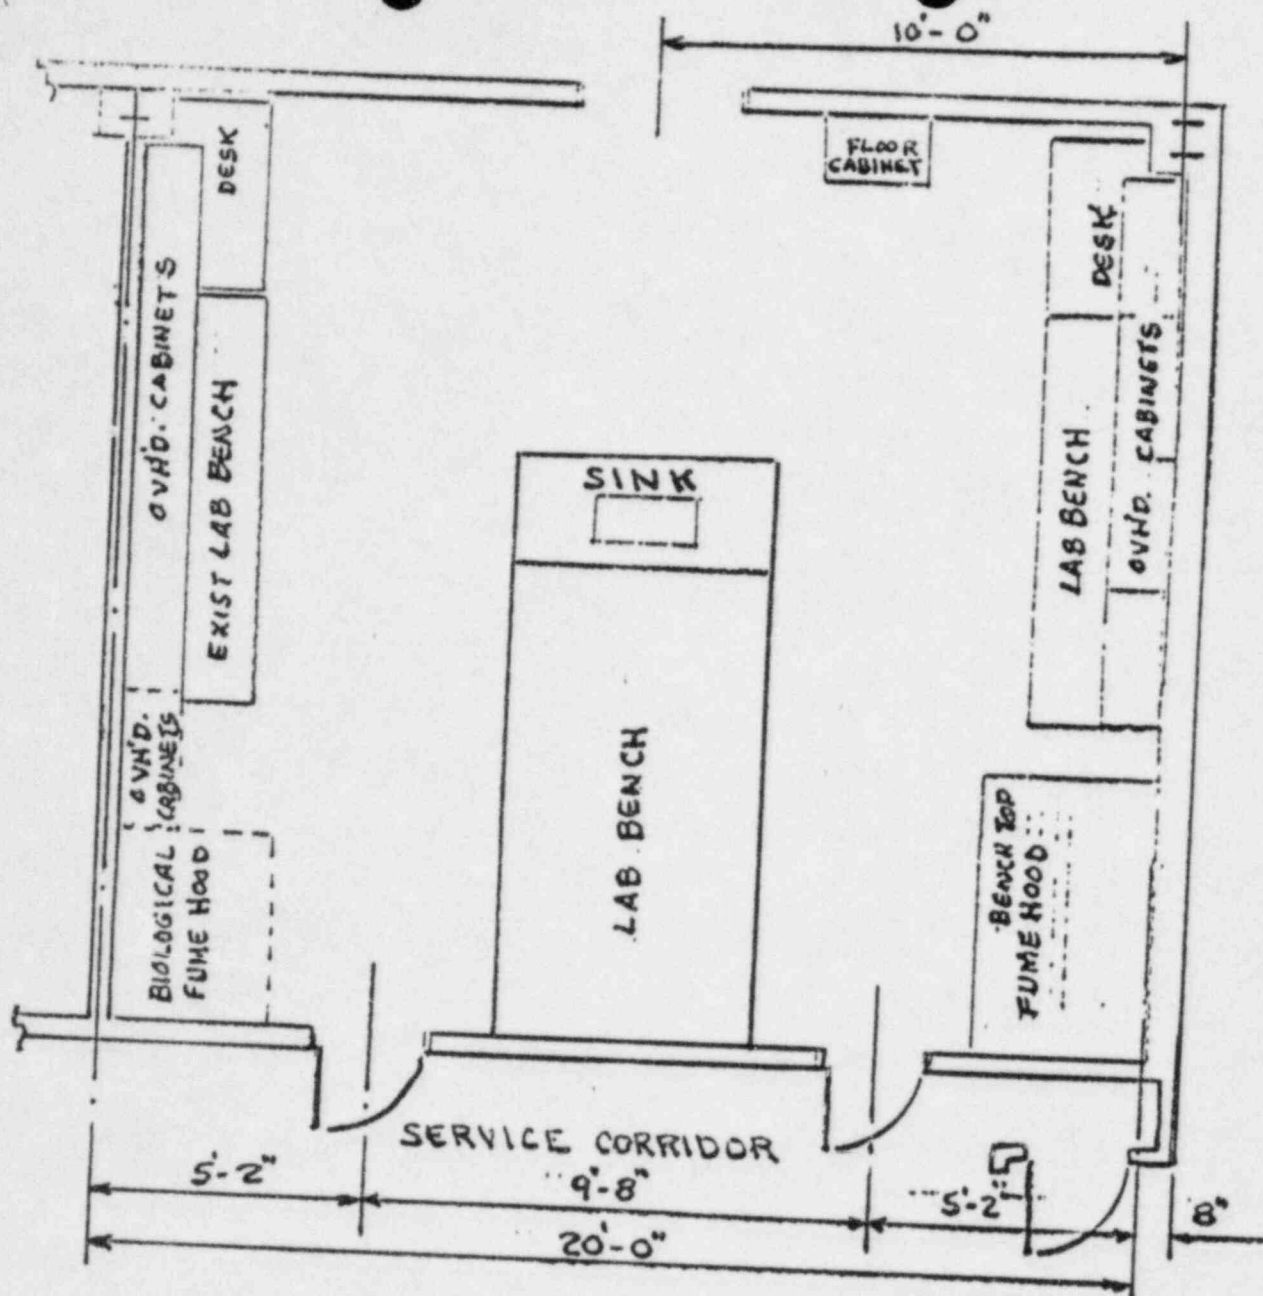 10'-0"
DESK
FLOOR
CABINET
DESK
OVH'D. CABINETS
EXIST LAB BENCH
SINK
LAB BENCH
OVH'D. CABINETS
OVH'D.
CABINETS
LAB BENCH
BIOLOGICAL
FUME HOOD
BENCH TOP
FUME HOOD
SERVICE CORRIDOR
5'-2"
9'-8"
5'-2"
8"
20'-0"